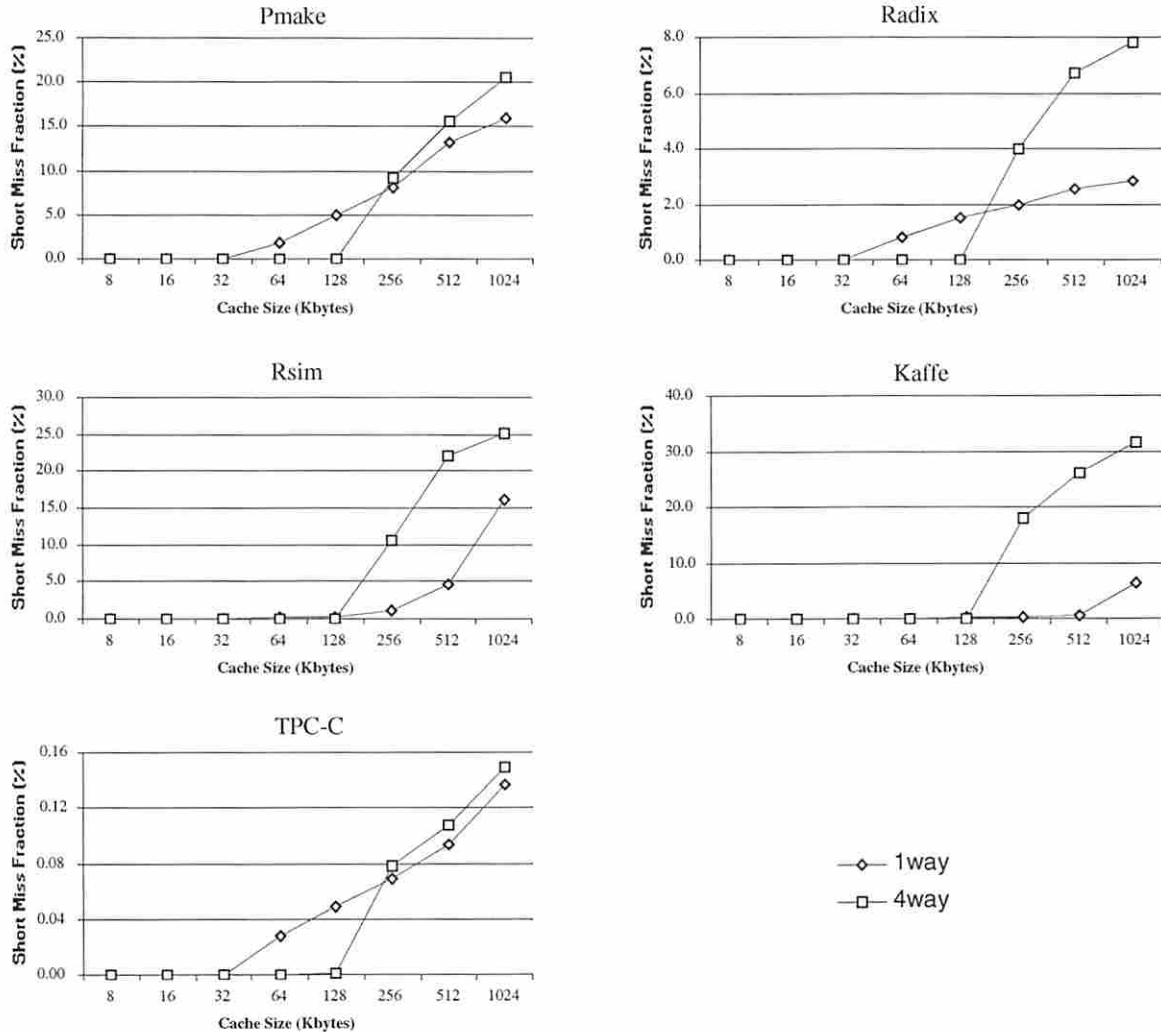 Pmake
Short Miss Fraction (%)
25.0
20.0
15.0
10.0
5.0
0.0
8 16 32 64 128 256 512 1024
Cache Size (Kbytes)
Radix
Short Miss Fraction (%)
8.0
6.0
4.0
2.0
0.0
8 16 32 64 128 256 512 1024
Cache Size (Kbytes)
Rsim
Short Miss Fraction (%)
30.0
25.0
20.0
15.0
10.0
5.0
0.0
8 16 32 64 128 256 512 1024
Cache Size (Kbytes)
Kaffe
Short Miss Fraction (%)
40.0
30.0
20.0
10.0
0.0
8 16 32 64 128 256 512 1024
Cache Size (Kbytes)
TPC-C
Short Miss Fraction (%)
0.16
0.12
0.08
0.04
0.00
8 16 32 64 128 256 512 1024
Cache Size (Kbytes)
1way
4way